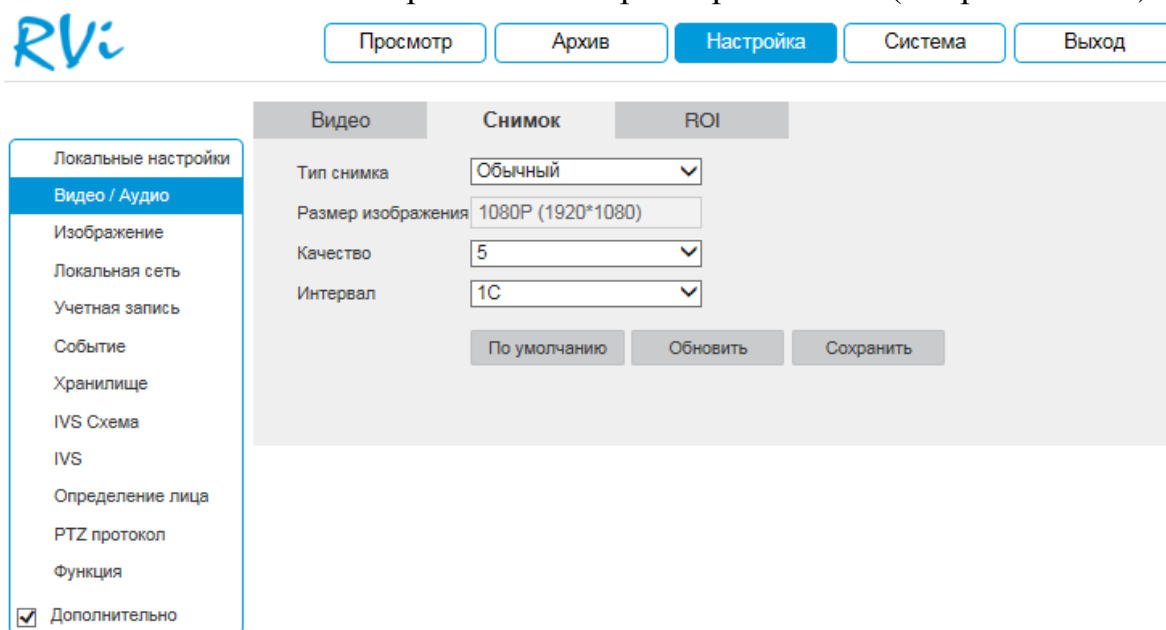 RVi
Просмотр Архив Настройка Система Выход
Видео Снимок ROI
Локальные настройки
Видео / Аудио
Изображение
Локальная сеть
Учетная запись
Событие
Хранилище
IVS Схема
IVS
Определение лица
PTZ протокол
Функция
Дополнительно
Тип снимка Обычный
Размер изображения 1080P (1920*1080)
Качество 5
Интервал 1С
По умолчанию Обновить Сохранить